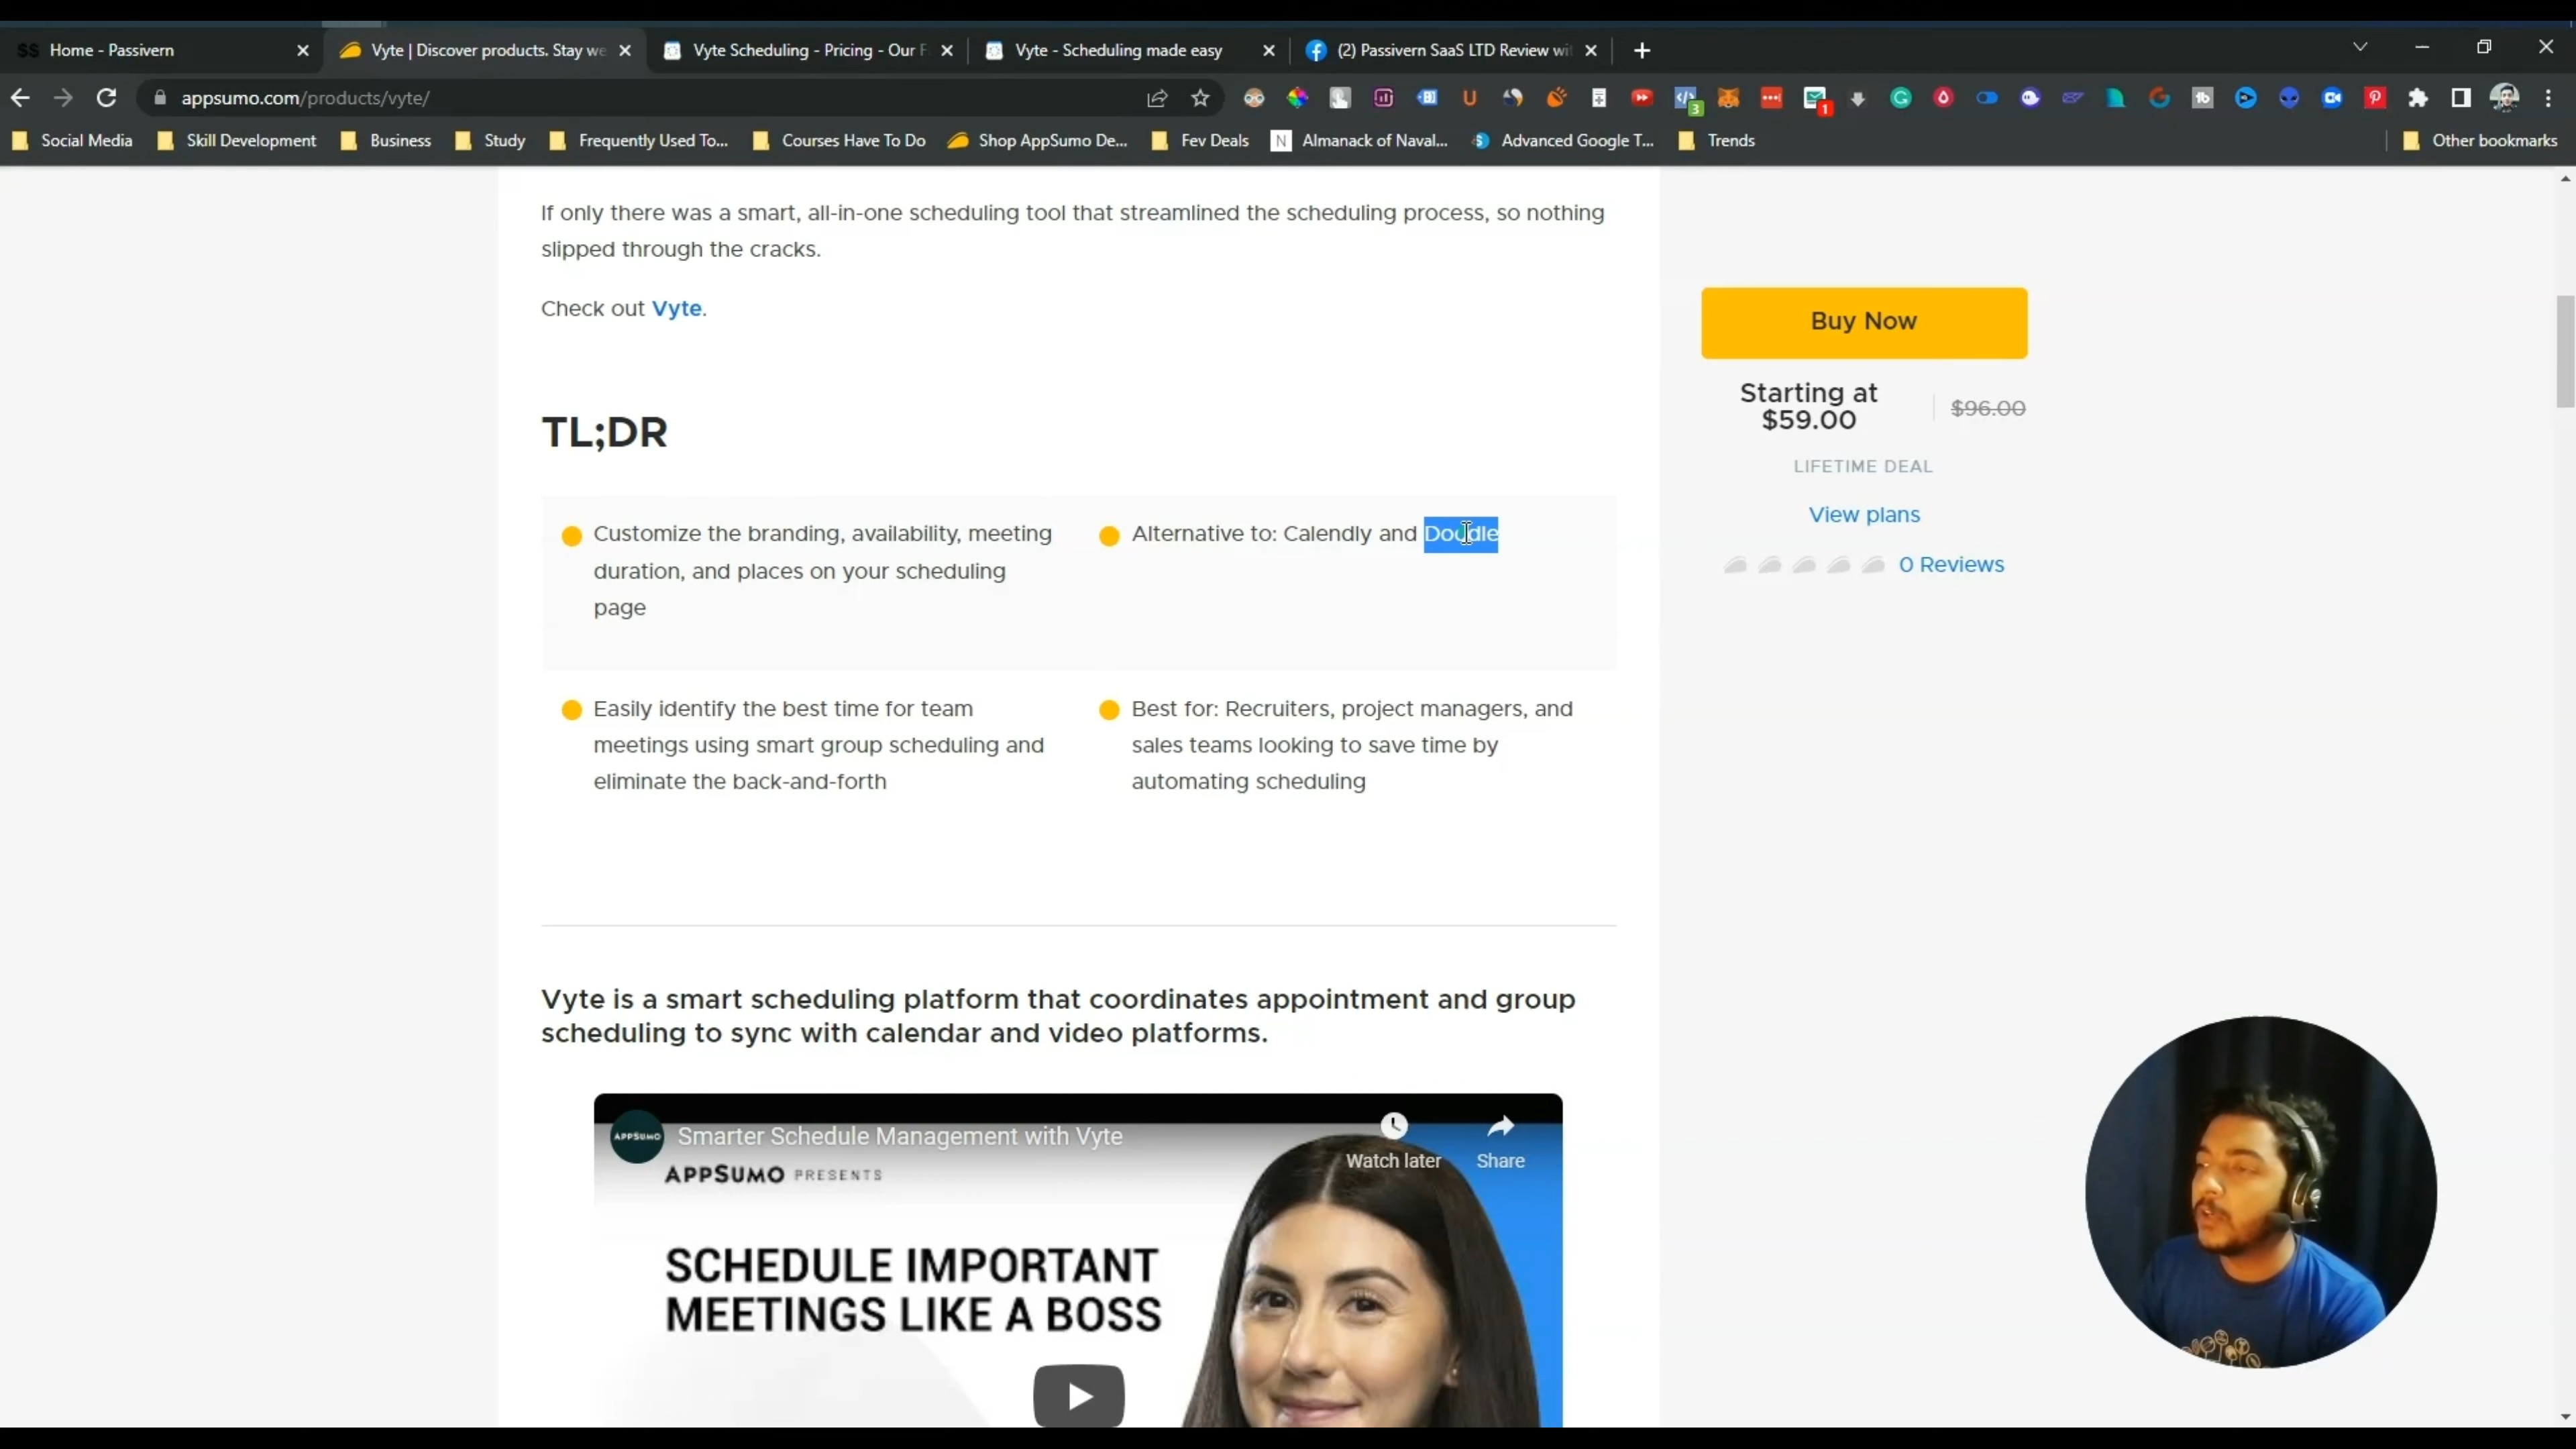 Home - Passivern
Vyte | Discover products. Stay we
Vyte Scheduling - Pricing - Our F
Vyte - Scheduling made easy
(2) Passivern SaaS LTD Review wit
appsumo.com/products/vyte/
3
1
Social Media
Skill Development
Business
Study
Frequently Used To...
Courses Have To Do
Shop AppSumo De...
Fev Deals
N
Almanack of Naval...
Advanced Google T...
Trends
Other bookmarks
If only there was a smart, all-in-one scheduling tool that streamlined the scheduling process, so nothing
slipped through the cracks.
Check out Vyte.
TL;DR
Customize the branding, availability, meeting
duration, and places on your scheduling
page
Alternative to: Calendly and Doodle
Easily identify the best time for team
meetings using smart group scheduling and
eliminate the back-and-forth
Best for: Recruiters, project managers, and
sales teams looking to save time by
automating scheduling
Buy Now
Starting at
$59.00
$96.00
LIFETIME DEAL
View plans
0 Reviews
Vyte is a smart scheduling platform that coordinates appointment and group
scheduling to sync with calendar and video platforms.
APPSUMO
Smarter Schedule Management with Vyte
Watch later
Share
APPSUMO PRESENTS
SCHEDULE IMPORTANT
MEETINGS LIKE A BOSS